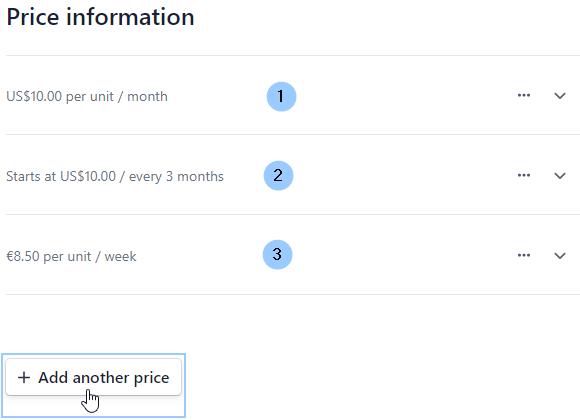 Price information
US$10.00 per unit / month
1
Starts at US$10.00 / every 3 months
2
€8.50 per unit / week
3
+ Add another price